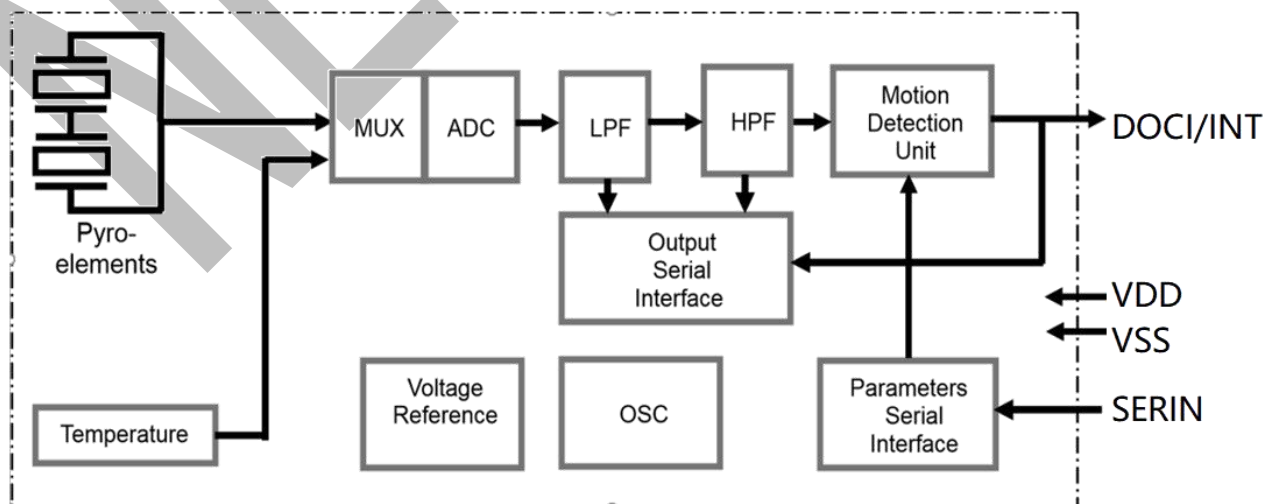 MUX
ADC
LPF
HPF
Motion
Detection
Unit
DOCI/INT
Pyro-
elements
Output
Serial
Interface
VDD
VSS
Voltage
Reference
OSC
Parameters
Serial
Interface
SERIN
Temperature